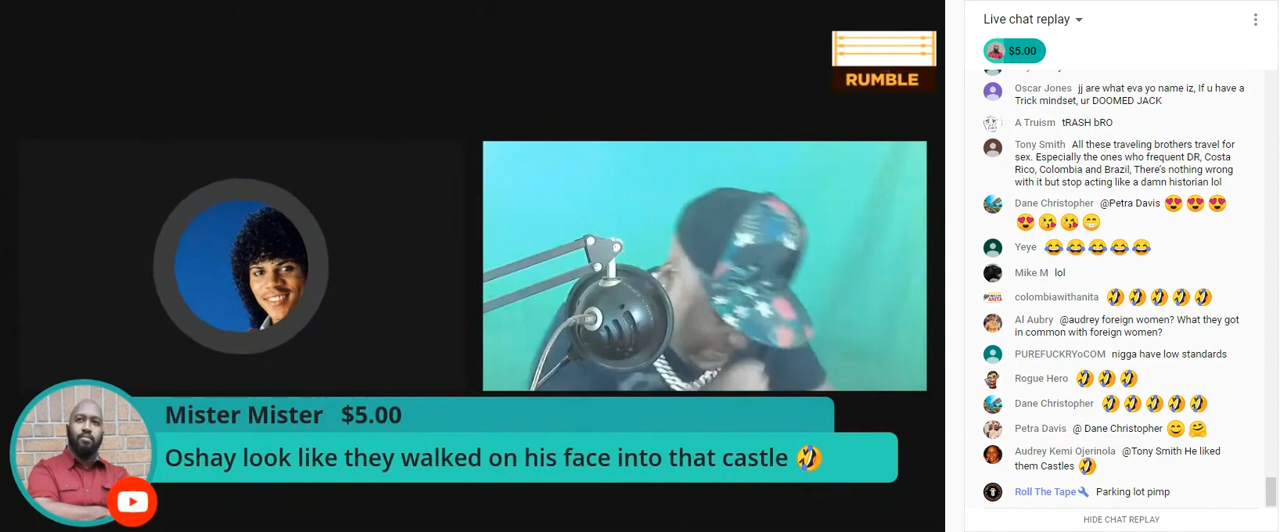 RUMBLE
Mister Mister $5.00
Oshay look like they walked on his face into that castle 🤣
Live chat replay
$5.00
Oscar Jones jj are what eva yo name iz, If u have a
Trick mindset, ur DOOMED JACK
A Truism tRASH bRO
Tony Smith All these traveling brothers travel for
sex. Especially the ones who frequent DR, Costa
Rico, Colombia and Brazil, There's nothing wrong
with it but stop acting like a damn historian lol
Dane Christopher @Petra Davis 😍😍😍
😍😘😘😁
Yeye 😂😂😂😂😂
Mike M lol
colombiawithanita 🤣🤣🤣🤣🤣
Al Aubry @audrey foreign women? What they got
in common with foreign women?
PUREFUCKRYoCOM nigga have low standards
Rogue Hero 🤣🤣🤣
Dane Christopher 🤣🤣🤣🤣🤣
Petra Davis @ Dane Christopher 😊🤗
Audrey Kemi Ojerinola @Tony Smith He liked
them Castles 🤣
Roll The Tape🔧 Parking lot pimp
HIDE CHAT REPLAY